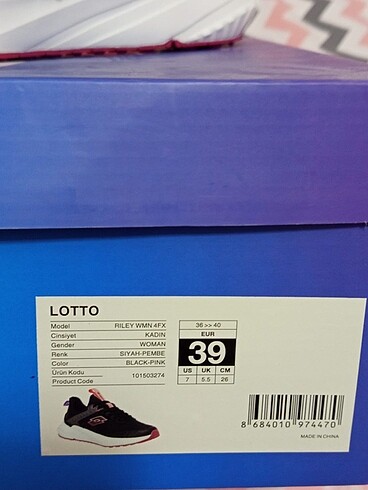 LOTTO
Model RILEY WMN 4FX
Cinsiyet KADIN
Gender WOMAN
Renk SIYAH-PEMBE
Color BLACK-PINK
Ürün Kodu
Product Code 101503274
36 >> 40
EUR
39
US UK CM
7 5.5 26
8 684010 974470
MADE IN CHINA